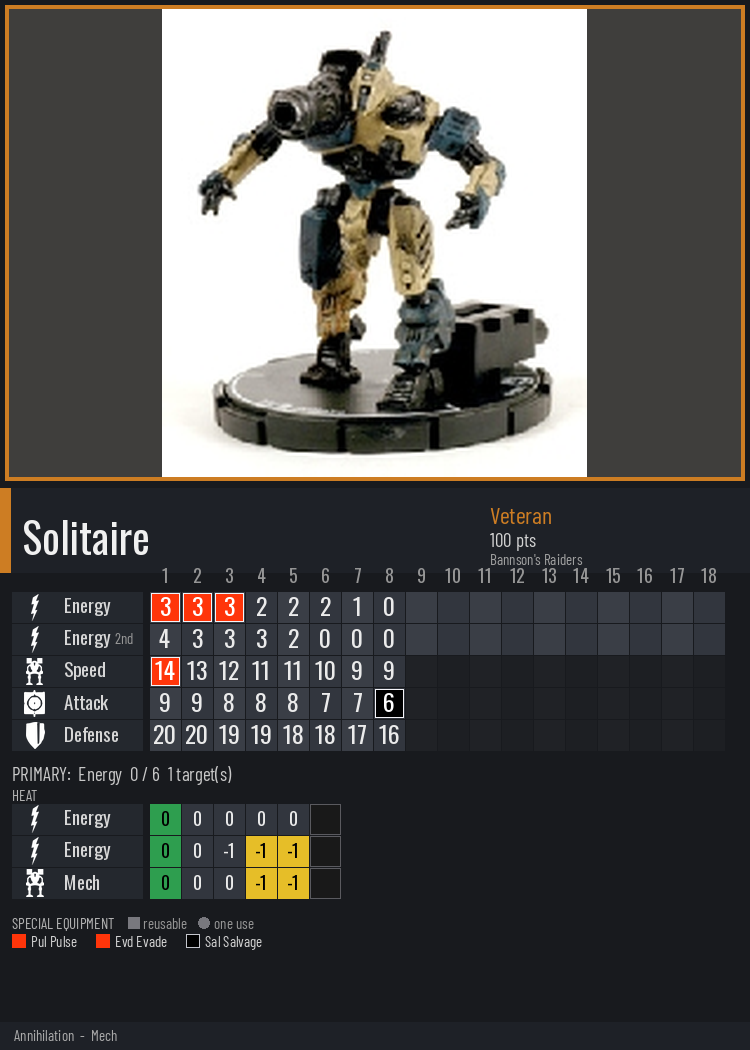 Solitaire
Veteran
100 pts
Bannson's Raiders
1 2 3 4 5 6 7 8 9 10 11 12 13 14 15 16 17 18
Energy 3 3 3 2 2 2 1 0
Energy 2nd 4 3 3 3 2 0 0 0
Speed 14 13 12 11 11 10 9 9
Attack 9 9 8 8 8 7 7 6
Defense 20 20 19 19 18 18 17 16
PRIMARY: Energy 0 / 6 1 target(s)
HEAT
Energy 0 0 0 0 0
Energy 0 0 -1 -1 -1
Mech 0 0 0 -1 -1
SPECIAL EQUIPMENT reusable one use
Pul Pulse Evd Evade Sal Salvage
Annihilation - Mech